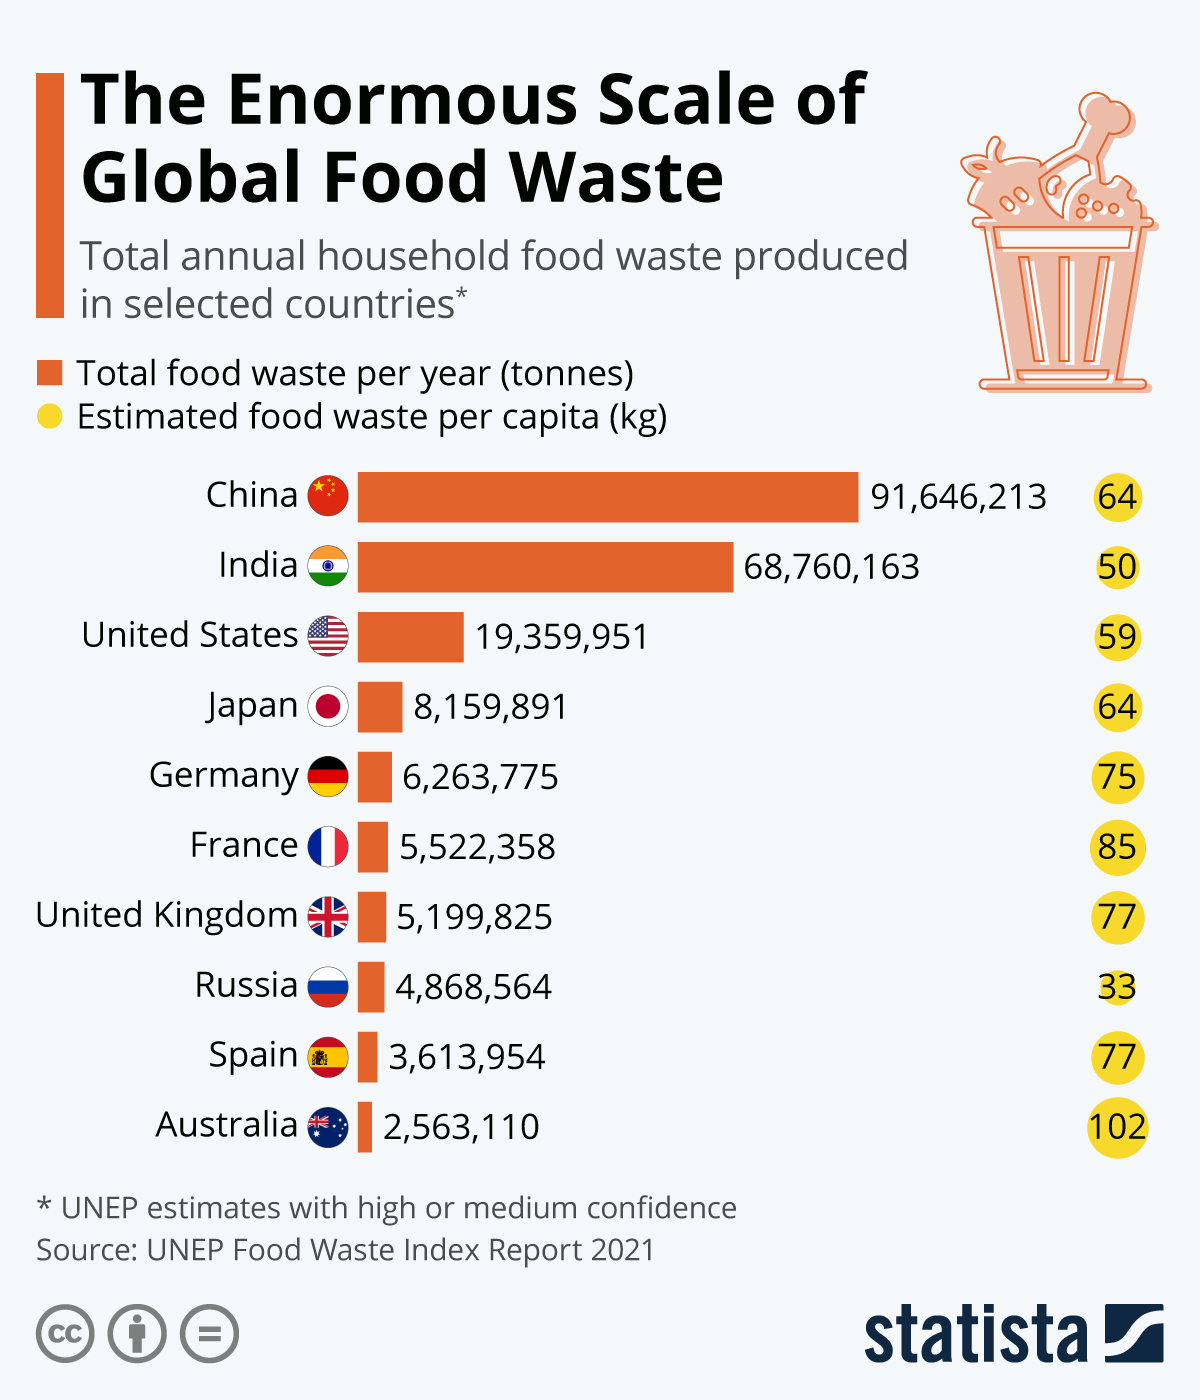 The Enormous Scale of
Global Food Waste
Total annual household food waste produced
in selected countries*
Total food waste per year (tonnes)
Estimated food waste per capita (kg)
China 91,646,213 64
India 68,760,163 50
United States 19,359,951 59
Japan 8,159,891 64
Germany 6,263,775 75
France 5,522,358 85
United Kingdom 5,199,825 77
Russia 4,868,564 33
Spain 3,613,954 77
Australia 2,563,110 102
* UNEP estimates with high or medium confidence
Source: UNEP Food Waste Index Report 2021
cc = statista